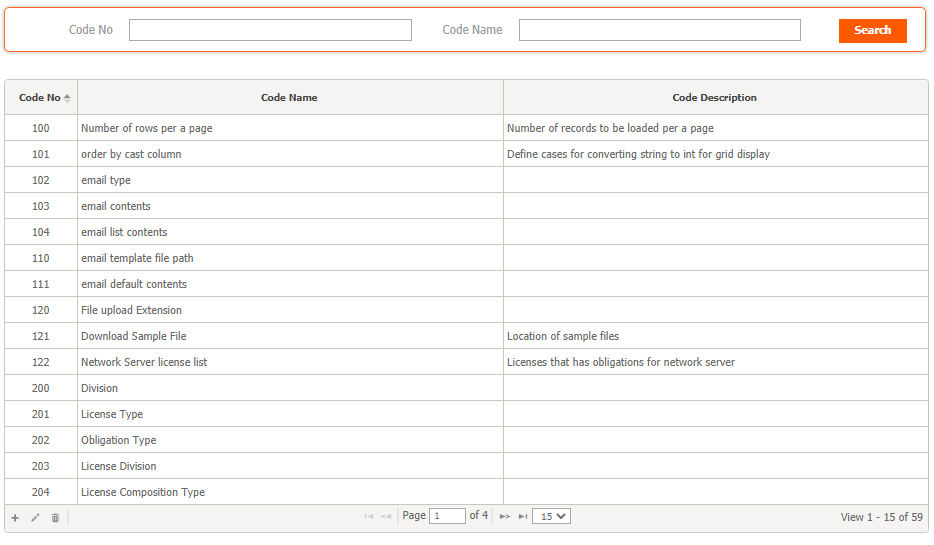 Code No Code Name Search
Code No Code Name Code Description
100 Number of rows per a page Number of records to be loaded per a page
101 order by cast column Define cases for converting string to int for grid display
102 email type
103 email contents
104 email list contents
110 email template file path
111 email default contents
120 File upload Extension
121 Download Sample File Location of sample files
122 Network Server license list Licenses that has obligations for network server
200 Division
201 License Type
202 Obligation Type
203 License Division
204 License Composition Type
Page 1 of 4 15 View 1 - 15 of 59